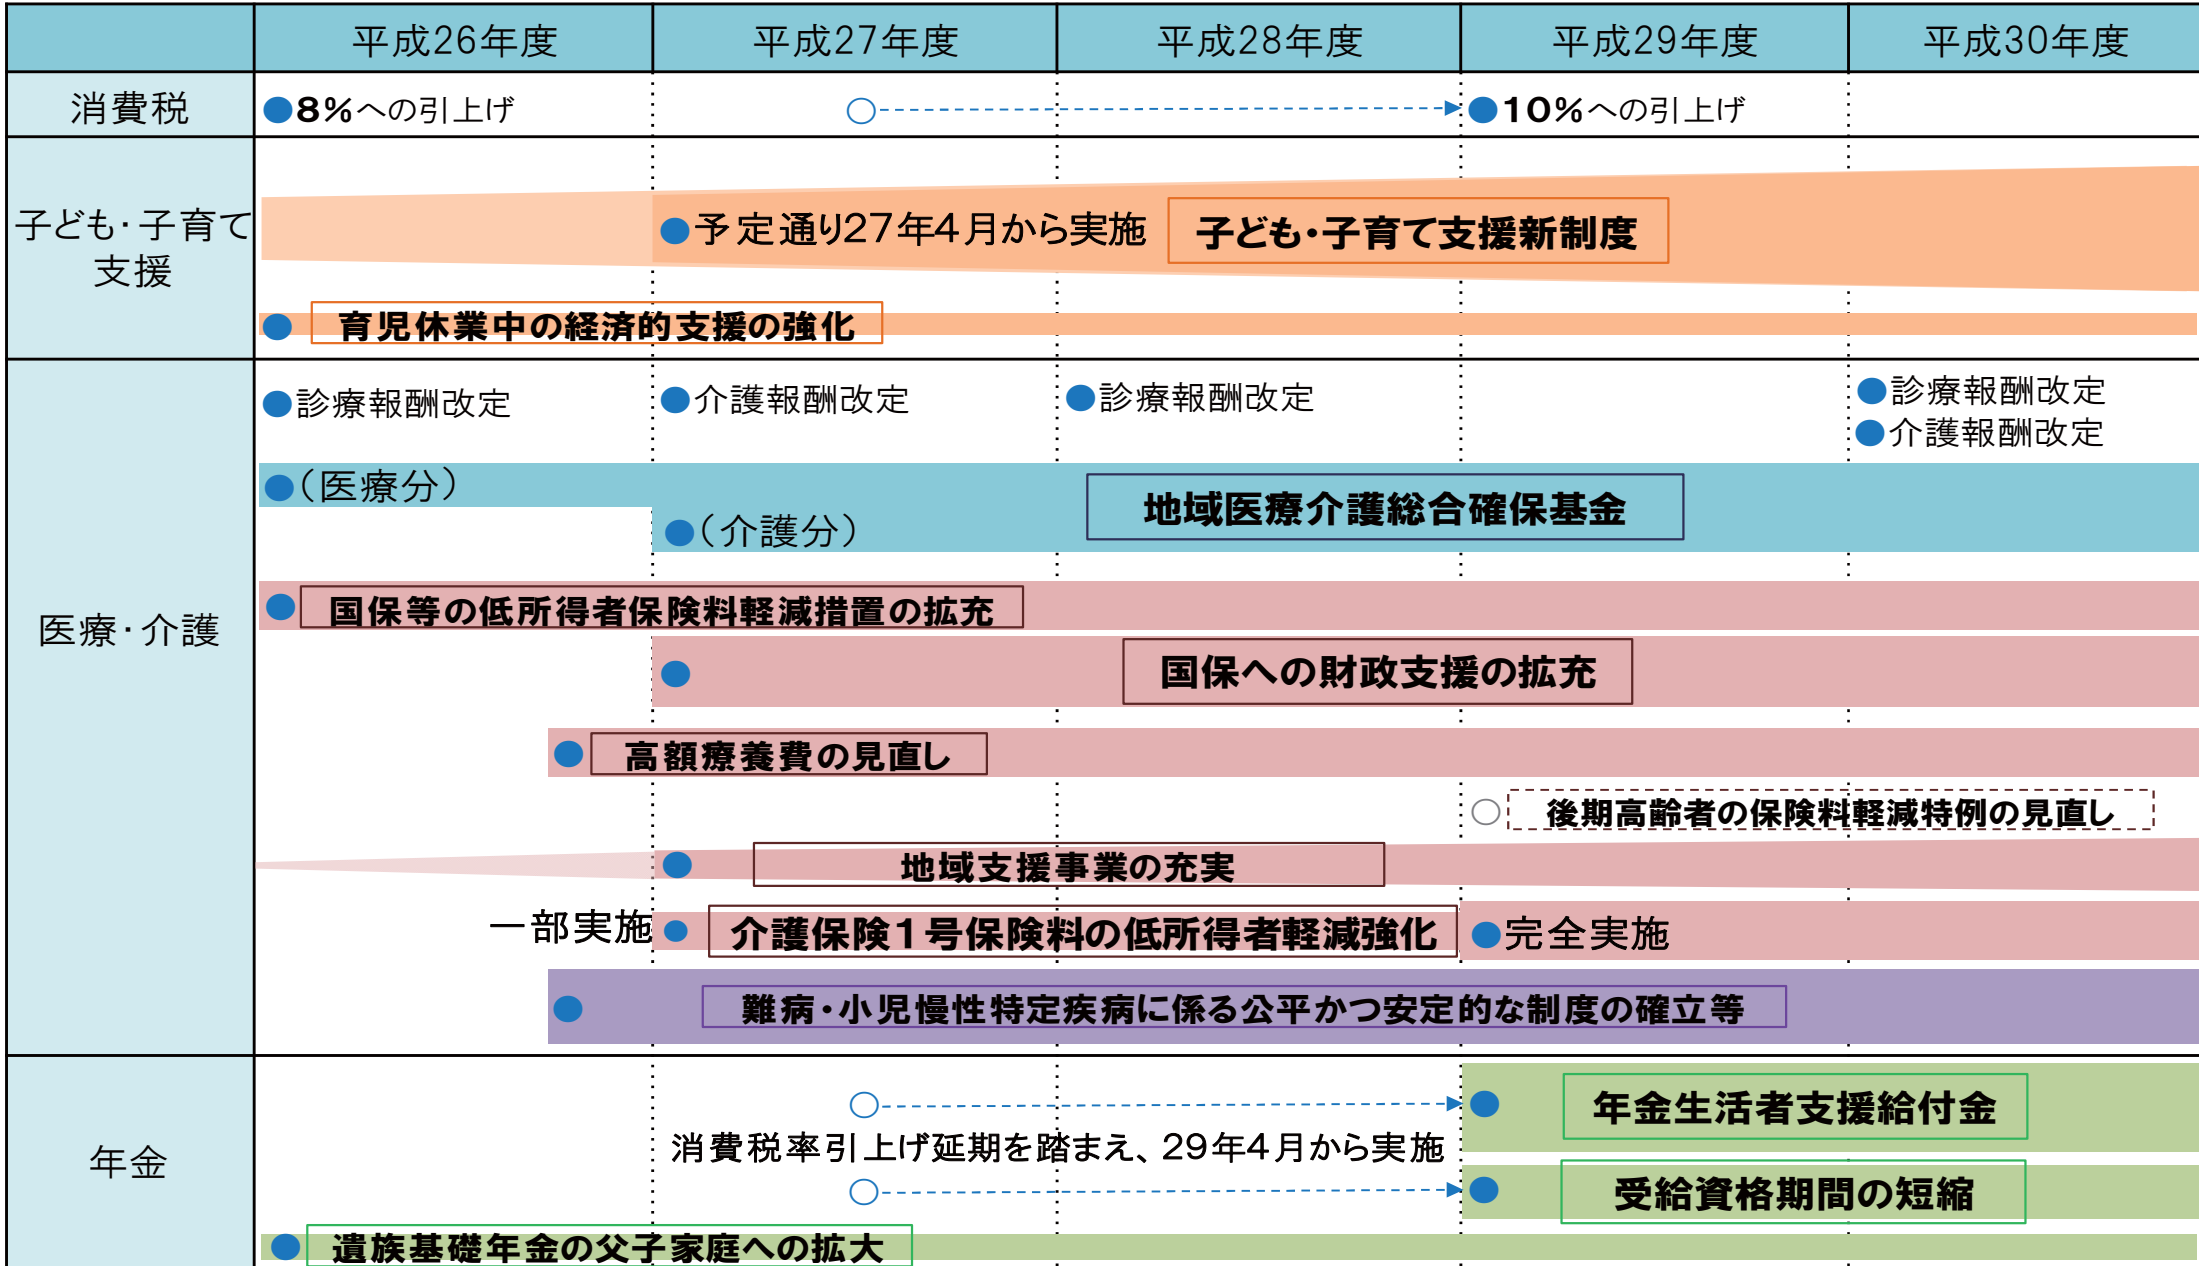 平成26年度 平成27年度 平成28年度 平成29年度 平成30年度
消費税 ●8%への引上げ ○ ●10%への引上げ
子ども・子育て
支援
●予定通り27年4月から実施 子ども・子育て支援新制度
● 育児休業中の経済的支援の強化
医療・介護
●診療報酬改定 ●介護報酬改定 ●診療報酬改定 ●診療報酬改定
●介護報酬改定
●（医療分）
●（介護分） 地域医療介護総合確保基金
● 国保等の低所得者保険料軽減措置の拡充
● 国保への財政支援の拡充
● 高額療養費の見直し
○ 後期高齢者の保険料軽減特例の見直し
● 地域支援事業の充実
一部実施 ● 介護保険1号保険料の低所得者軽減強化 ●完全実施
● 難病・小児慢性特定疾病に係る公平かつ安定的な制度の確立等
年金
○ ● 年金生活者支援給付金
消費税率引上げ延期を踏まえ、29年4月から実施
○ ● 受給資格期間の短縮
● 遺族基礎年金の父子家庭への拡大